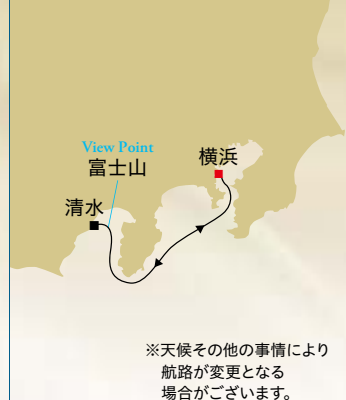 View Point
富士山
横浜
清水
※天候その他の事情により
航路が変更となる
場合がございます。